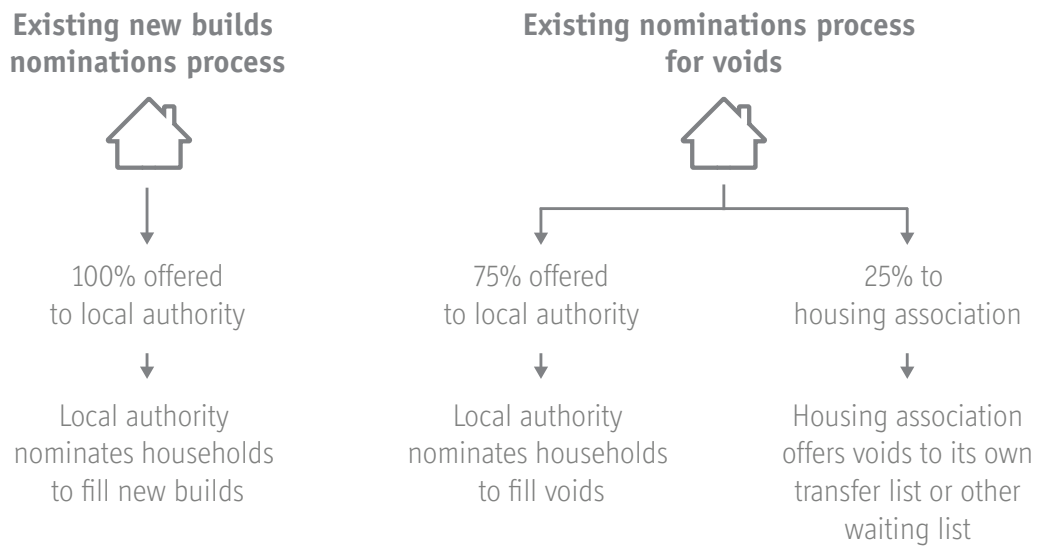 Existing new builds
nominations process
100% offered
to local authority
Local authority
nominates households
to fill new builds
Existing nominations process
for voids
75% offered
to local authority
Local authority
nominates households
to fill voids
25% to
housing association
Housing association
offers voids to its own
transfer list or other
waiting list